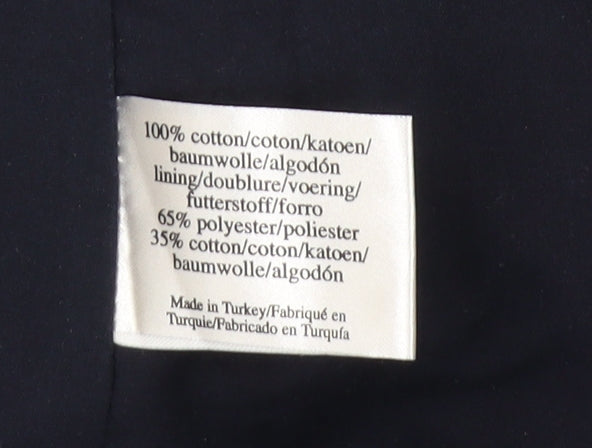 100% cotton/coton/katoen/
baumwolle/algodón
lining/doublure/voering/
futterstoff/forro
65% polyester/poliester
35% cotton/coton/katoen/
baumwolle/algodón
Made in Turkey/Fabriqué en
Turquie/Fabricado en Turquía